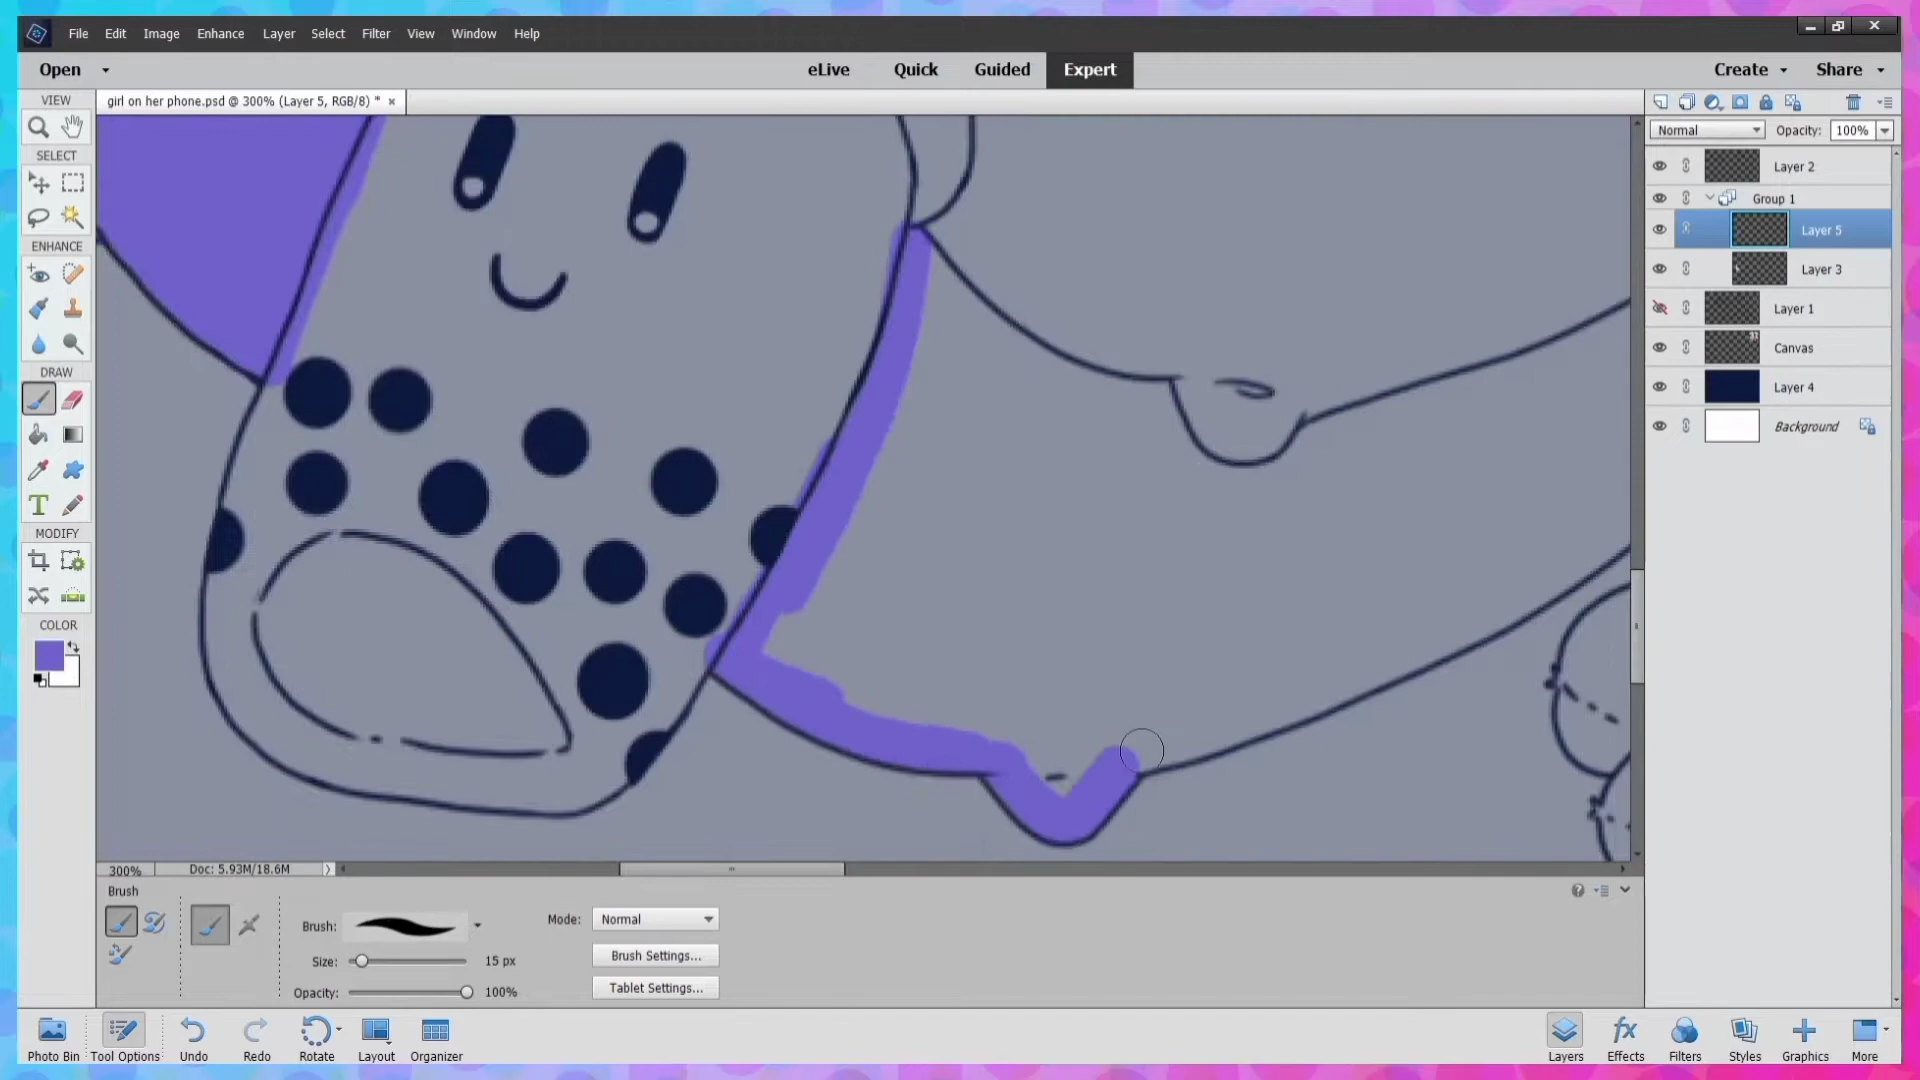 File Edit Image Enhance Layer Select Filter View Window Help
Open eLive Quick Guided Expert Create Share
VIEW
girl on her phone.psd @ 300% (Layer 5, RGB/8) * ×
Normal Opacity: 100%
SELECT
Layer 2
Group 1
Layer 5
ENHANCE
Layer 3
Layer 1
Canvas
DRAW
Layer 4
Background
T
MODIFY
COLOR
300% Doc: 5.93M/18.6M
Brush
Brush:
Mode: Normal
Size: 15 px
Brush Settings...
Opacity: 100%
Tablet Settings...
Photo Bin Tool Options Undo Redo Rotate Layout Organizer
fx
Layers Effects Filters Styles Graphics More